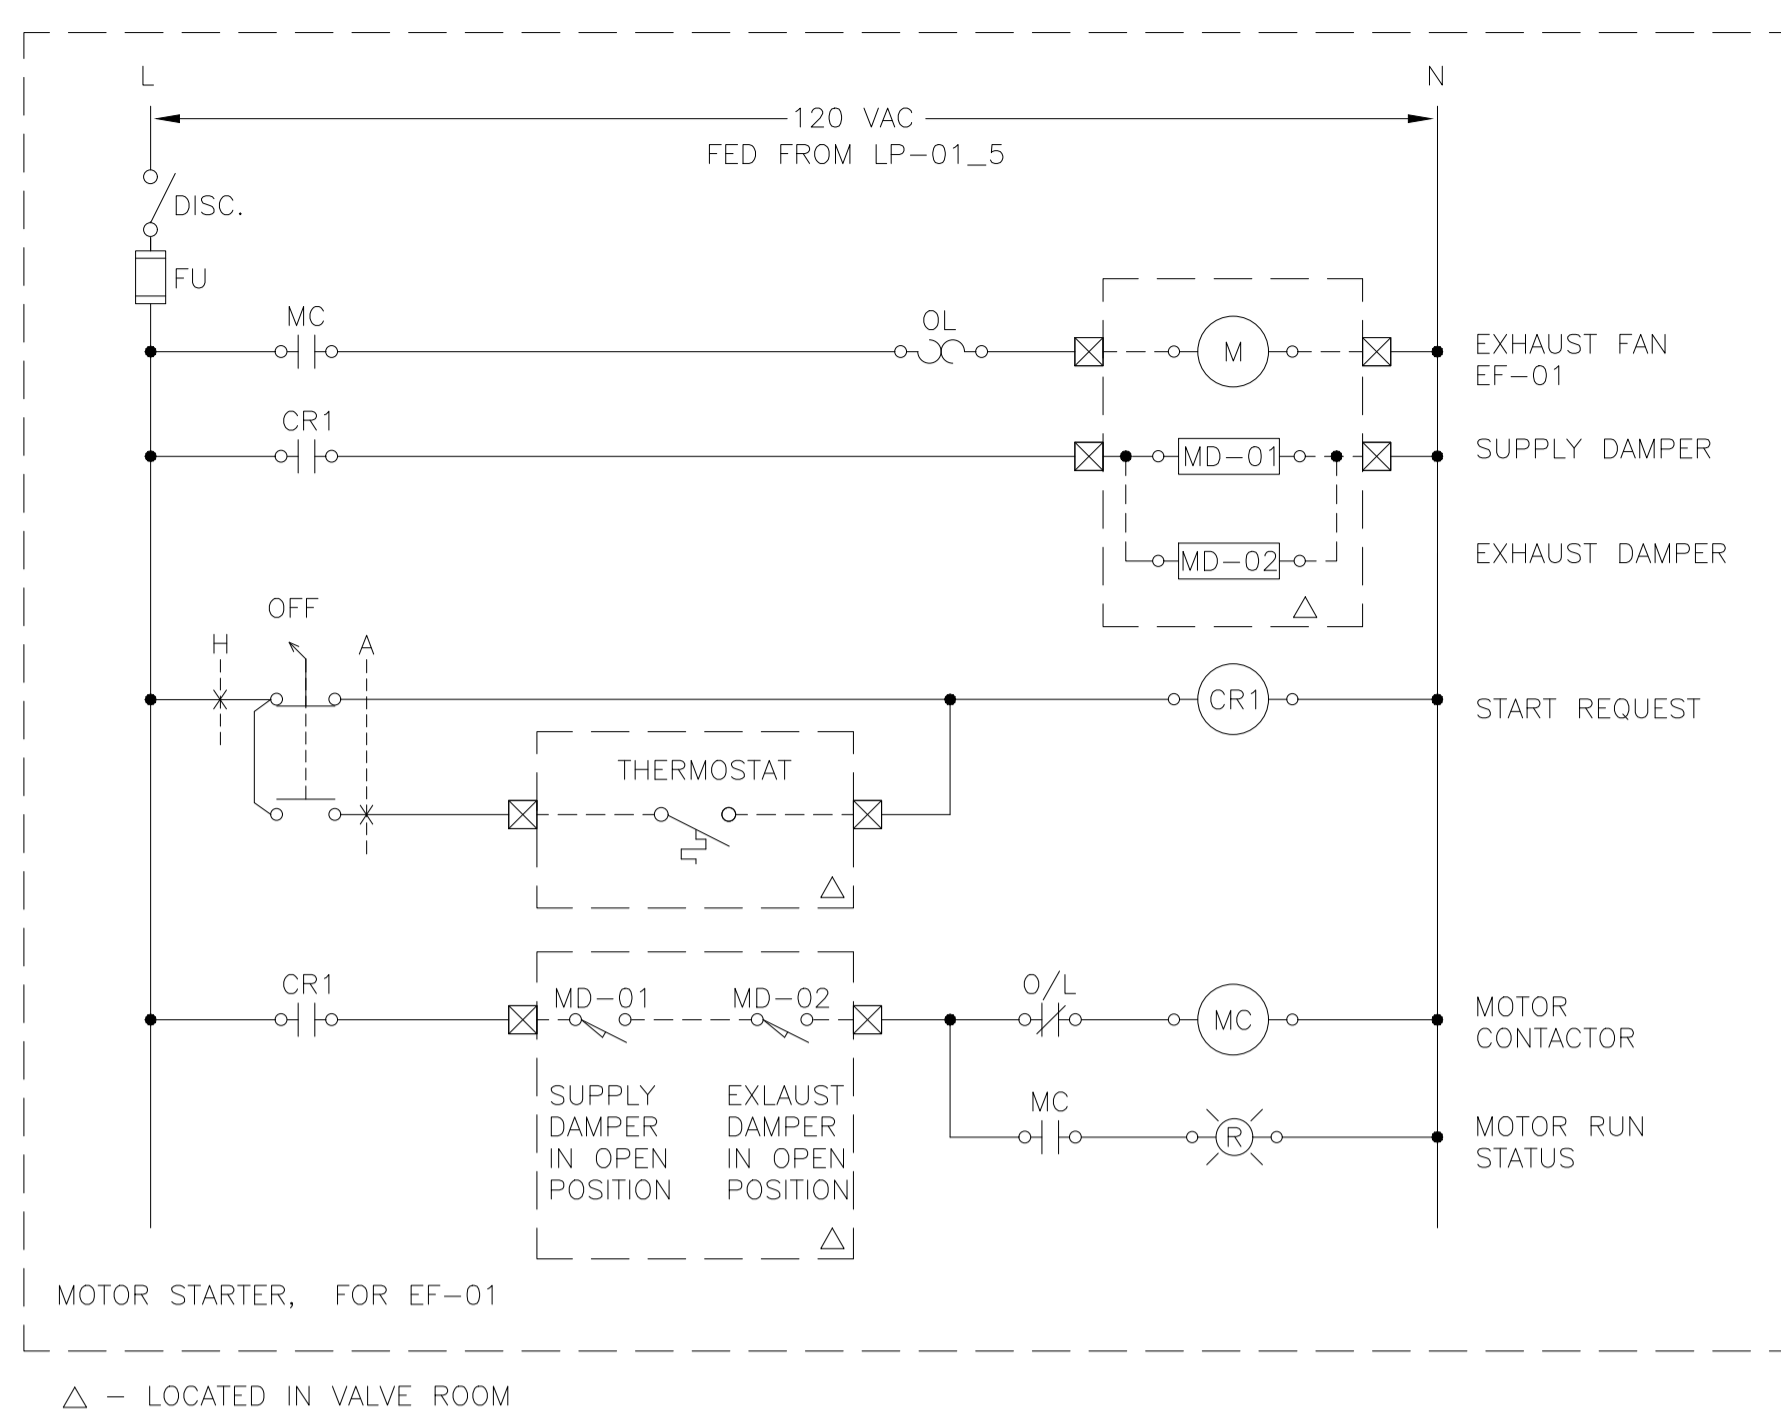 L
N
120 VAC
FED FROM LP-01_5
DISC.
FU
MC
OL
M
EXHAUST FAN
EF-01
CR1
MD-01
SUPPLY DAMPER
MD-02
EXHAUST DAMPER
OFF
H
A
CR1
START REQUEST
THERMOSTAT
CR1
MD-01
MD-02
O/L
MC
MOTOR
CONTACTOR
SUPPLY
DAMPER
IN OPEN
POSITION
EXLAUST
DAMPER
IN OPEN
POSITION
MC
R
MOTOR RUN
STATUS
MOTOR STARTER, FOR EF-01
△ - LOCATED IN VALVE ROOM